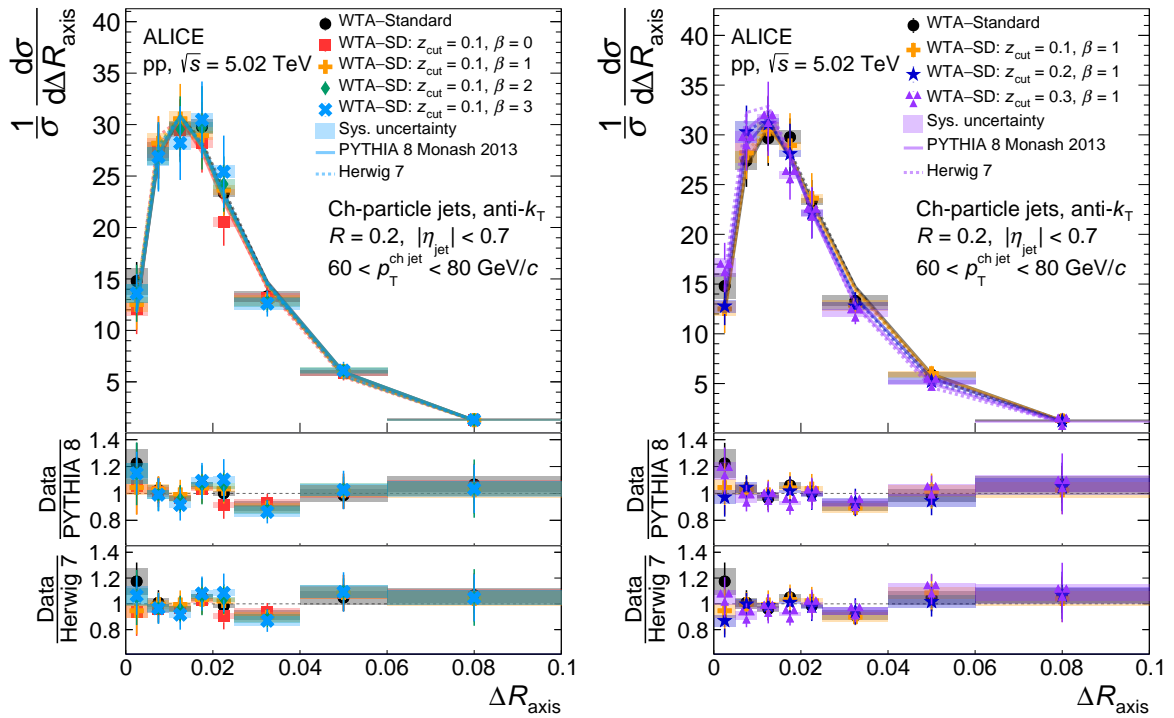 1/σ dσ/dΔR_axis
40
35
30
25
20
15
10
5
ALICE
pp, √s = 5.02 TeV
WTA–Standard
WTA–SD: z_cut = 0.1, β = 0
WTA–SD: z_cut = 0.1, β = 1
WTA–SD: z_cut = 0.1, β = 2
WTA–SD: z_cut = 0.1, β = 3
Sys. uncertainty
PYTHIA 8 Monash 2013
Herwig 7
Ch-particle jets, anti-k_T
R = 0.2, |η_jet| < 0.7
60 < p_T^ch jet < 80 GeV/c
Data
PYTHIA 8
1.4
1.2
1
0.8
Data
Herwig 7
1.4
1.2
1
0.8
0 0.02 0.04 0.06 0.08 0.1
ΔR_axis
1/σ dσ/dΔR_axis
40
35
30
25
20
15
10
5
ALICE
pp, √s = 5.02 TeV
WTA–Standard
WTA–SD: z_cut = 0.1, β = 1
WTA–SD: z_cut = 0.2, β = 1
WTA–SD: z_cut = 0.3, β = 1
Sys. uncertainty
PYTHIA 8 Monash 2013
Herwig 7
Ch-particle jets, anti-k_T
R = 0.2, |η_jet| < 0.7
60 < p_T^ch jet < 80 GeV/c
Data
PYTHIA 8
1.4
1.2
1
0.8
Data
Herwig 7
1.4
1.2
1
0.8
0 0.02 0.04 0.06 0.08 0.1
ΔR_axis